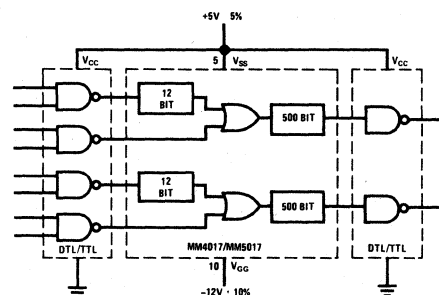 +5V 5%
VCC
5 VSS
VCC
12 BIT
500 BIT
12 BIT
500 BIT
DTL/TTL
MM4017/MM5017
DTL/TTL
10 VGG
-12V · 10%